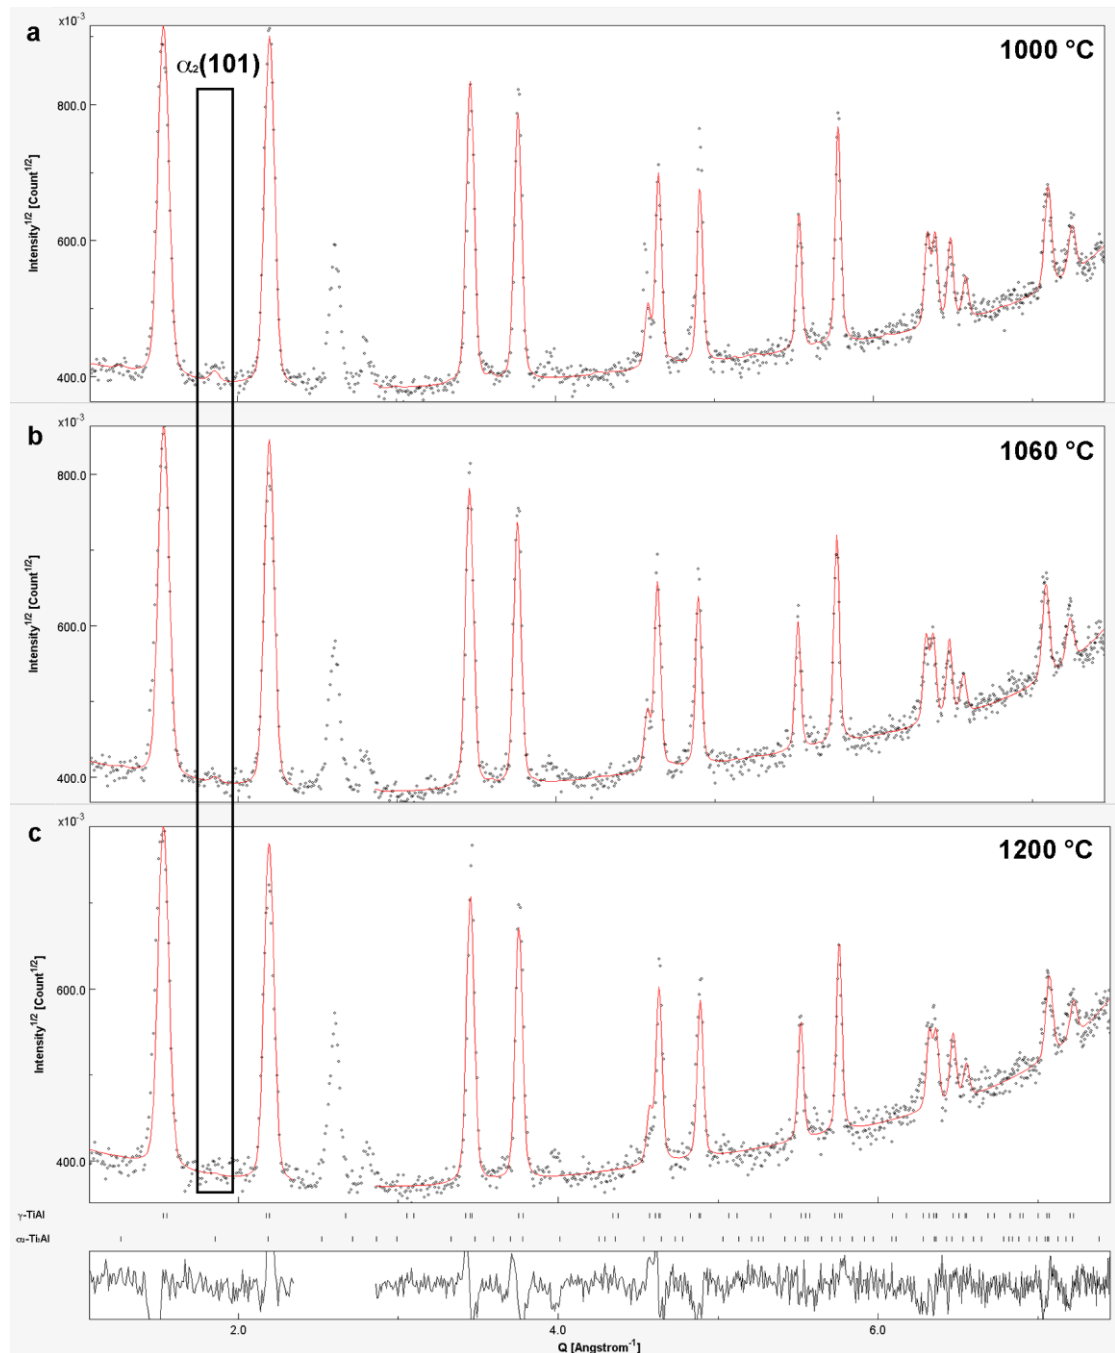 a
x10⁻³
1000 °C
α₂(101)
800.0
Intensity^1/2 [Count^1/2]
600.0
400.0
b
x10⁻³
1060 °C
800.0
Intensity^1/2 [Count^1/2]
600.0
400.0
c
x10⁻³
1200 °C
Intensity^1/2 [Count^1/2]
600.0
400.0
γ-TiAl
α₂-Ti₃Al
2.0 4.0 6.0
Q [Angstrom⁻¹]